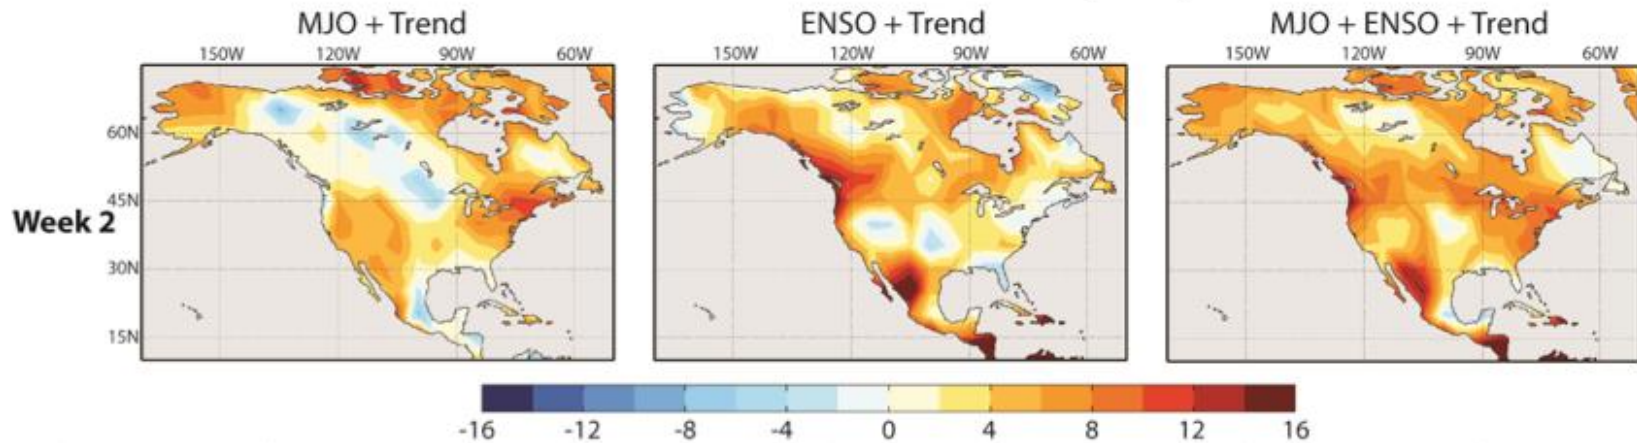 MJO + Trend ENSO + Trend MJO + ENSO + Trend
150W 120W 90W 60W 150W 120W 90W 60W 150W 120W 90W 60W
60N
45N
Week 2
30N
15N
-16 -12 -8 -4 0 4 8 12 16